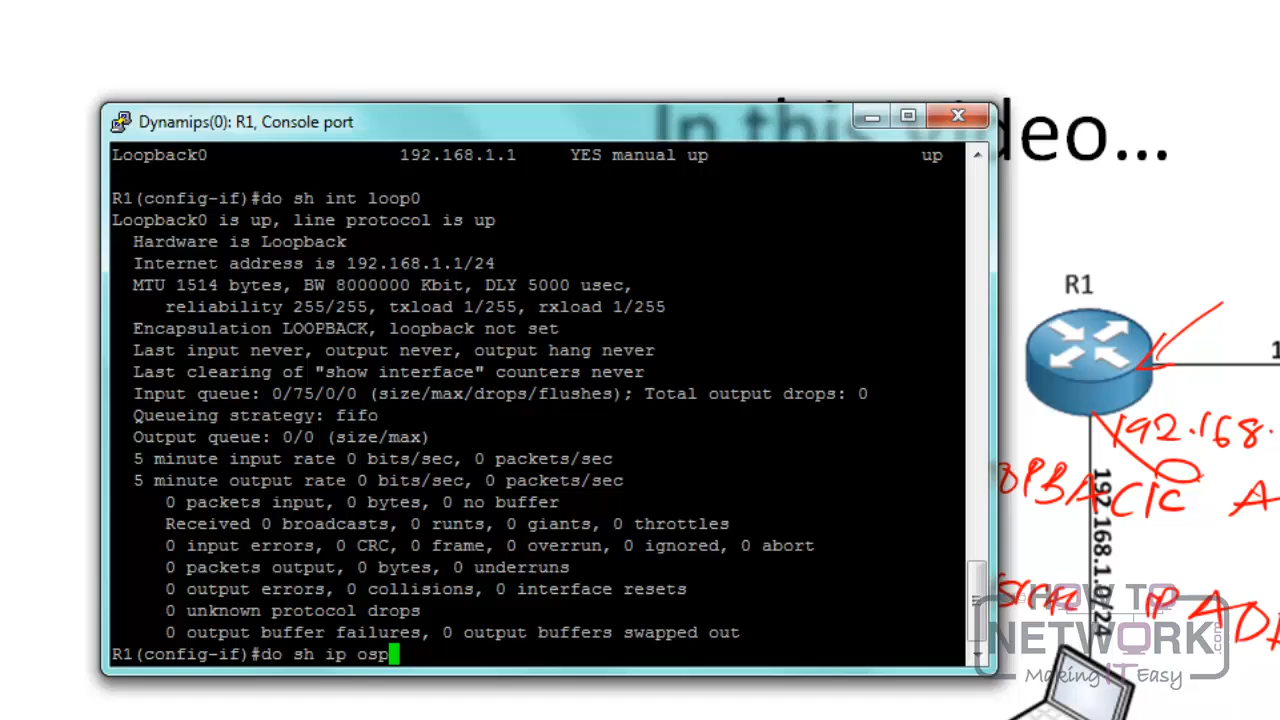 In this video...
Dynamips(0): R1, Console port
Loopback0 192.168.1.1 YES manual up up
R1(config-if)#do sh int loop0
Loopback0 is up, line protocol is up
Hardware is Loopback
Internet address is 192.168.1.1/24
MTU 1514 bytes, BW 8000000 Kbit, DLY 5000 usec,
reliability 255/255, txload 1/255, rxload 1/255
Encapsulation LOOPBACK, loopback not set
Last input never, output never, output hang never
Last clearing of "show interface" counters never
Input queue: 0/75/0/0 (size/max/drops/flushes); Total output drops: 0
Queueing strategy: fifo
Output queue: 0/0 (size/max)
5 minute input rate 0 bits/sec, 0 packets/sec
5 minute output rate 0 bits/sec, 0 packets/sec
0 packets input, 0 bytes, 0 no buffer
Received 0 broadcasts, 0 runts, 0 giants, 0 throttles
0 input errors, 0 CRC, 0 frame, 0 overrun, 0 ignored, 0 abort
0 packets output, 0 bytes, 0 underruns
0 output errors, 0 collisions, 0 interface resets
0 unknown protocol drops
0 output buffer failures, 0 output buffers swapped out
R1(config-if)#do sh ip osp
R1
1
192.168.
OPBACK A
192.168.1.0/24
IP ADD
HOW TO
NETWORK.com
Making IT Easy